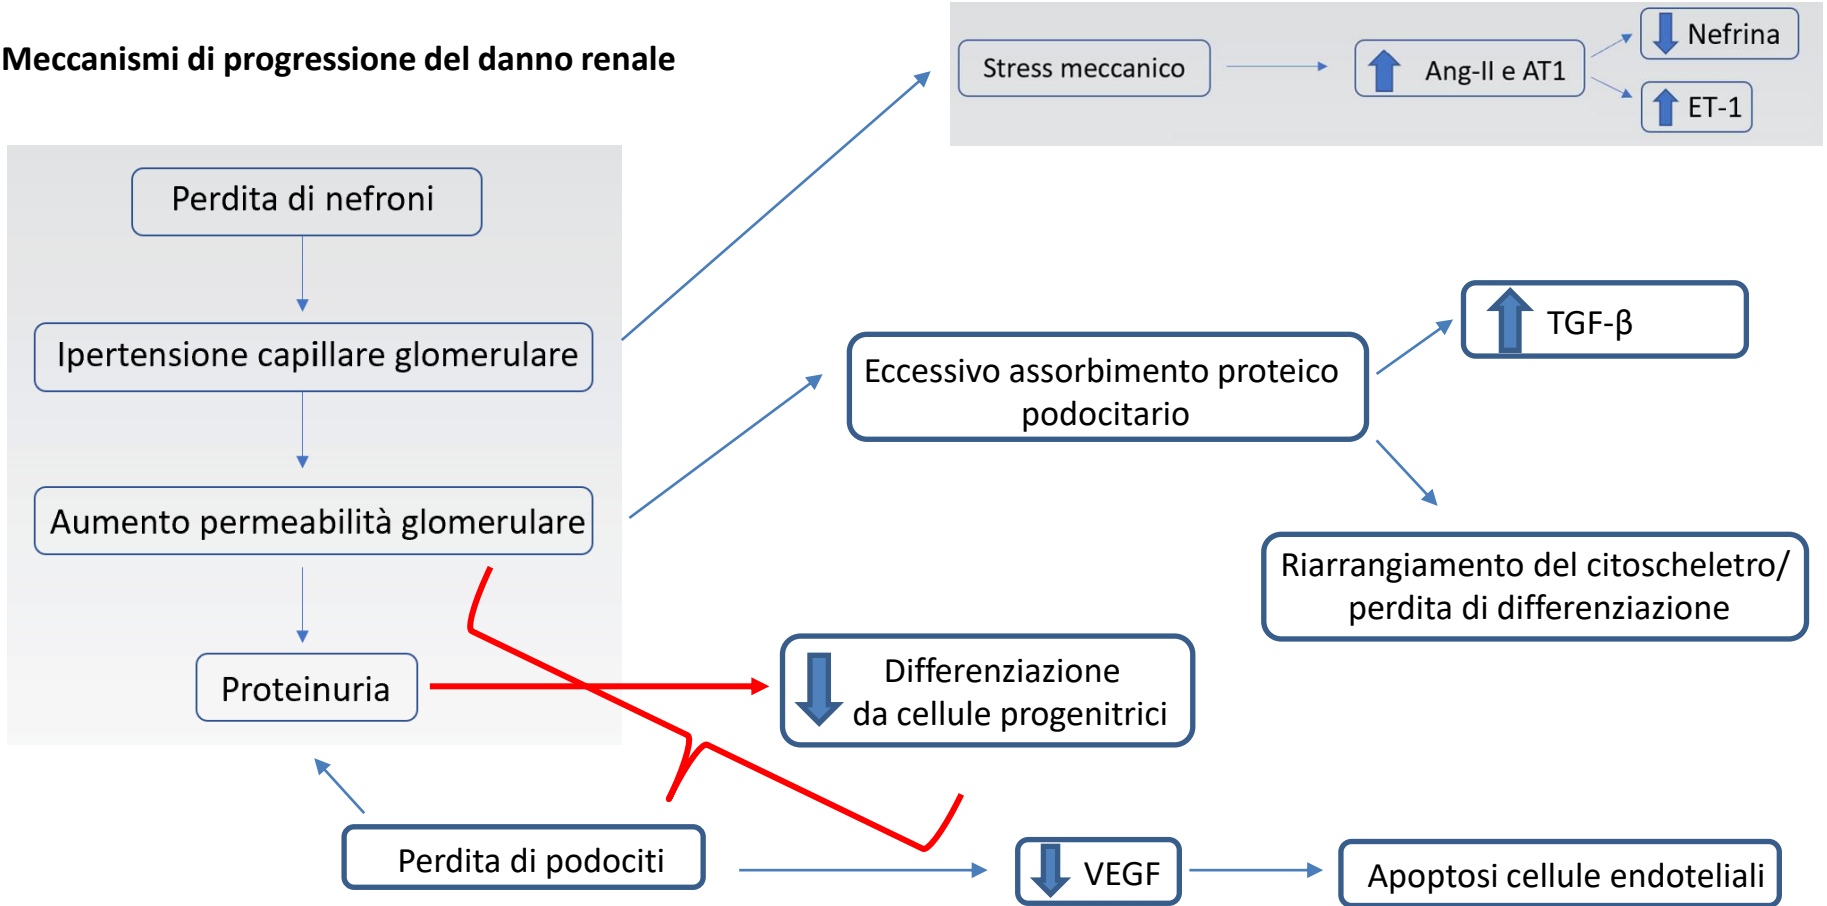 Meccanismi di progressione del danno renale
Stress meccanico
Ang-II e AT1
Nefrina
ET-1
Perdita di nefroni
Ipertensione capillare glomerulare
Aumento permeabilità glomerulare
Proteinuria
Eccessivo assorbimento proteico
podocitario
TGF-β
Riarrangiamento del citoscheletro/
perdita di differenziazione
Differenziazione
da cellule progenitrici
Perdita di podociti
VEGF
Apoptosi cellule endoteliali